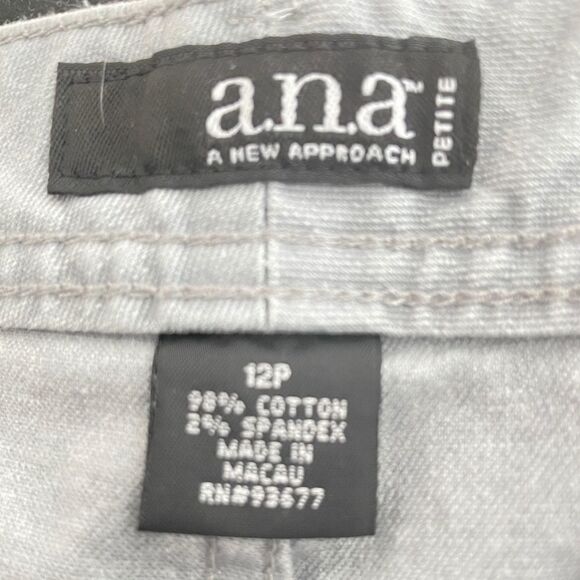 a.n.a™
A NEW APPROACH
PETITE
12P
98% COTTON
2% SPANDEX
MADE IN
MACAU
RN#93677